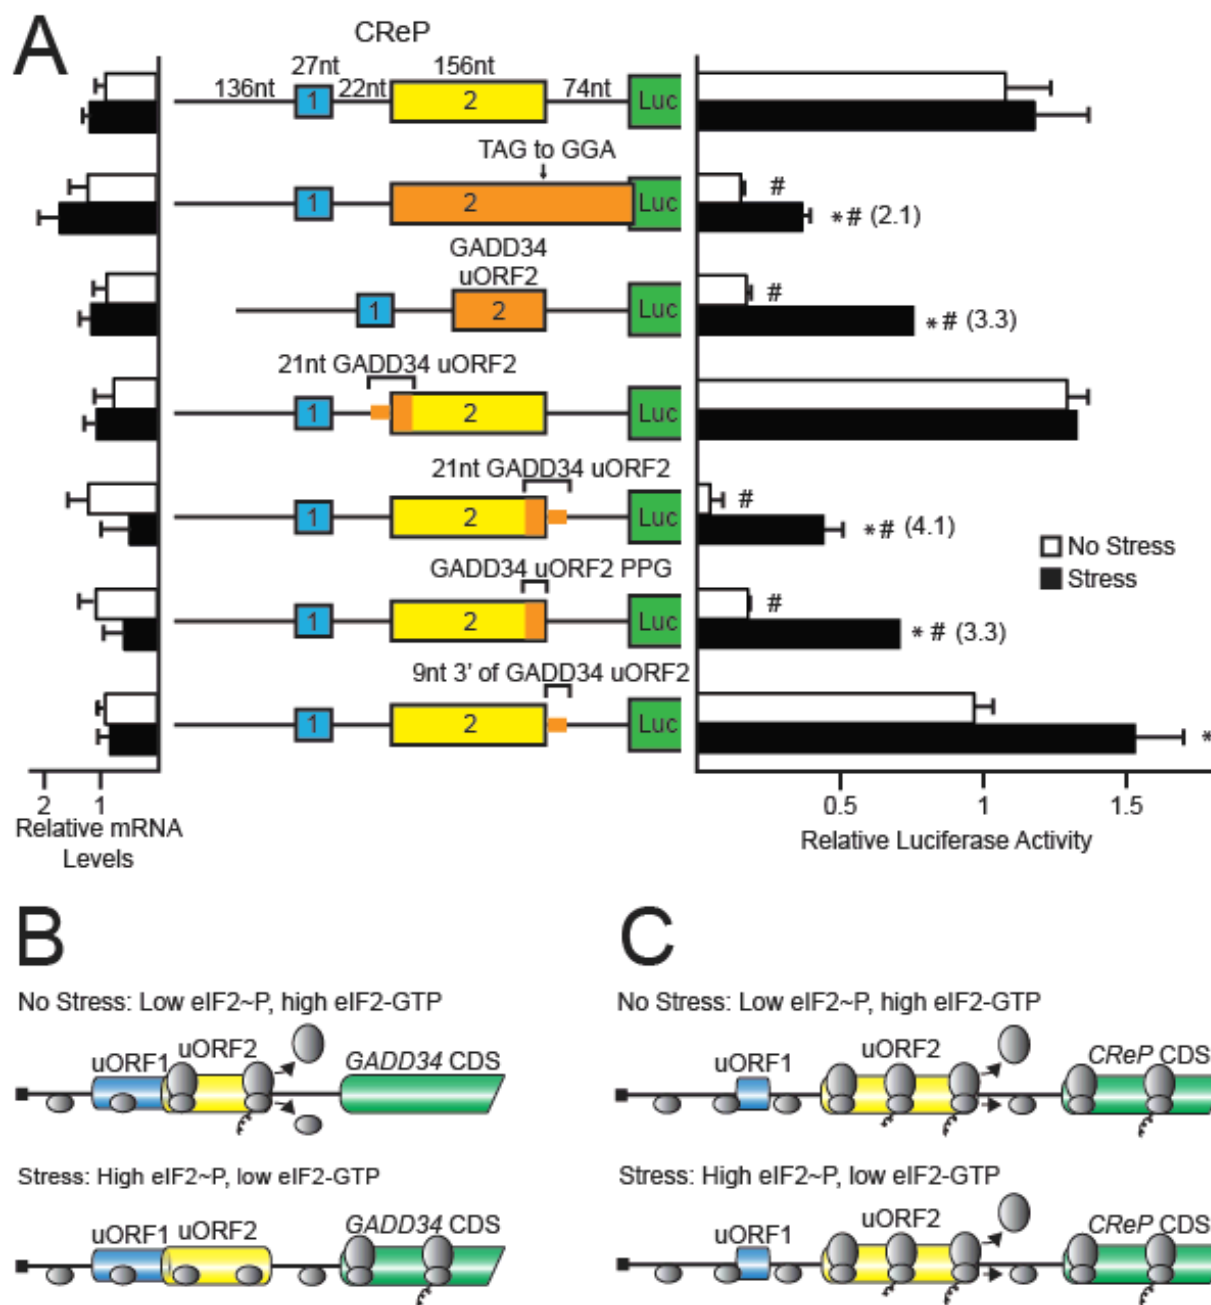 A
CReP
27nt 156nt
136nt 22nt 74nt
1 2 Luc
TAG to GGA
1 2 Luc
#
*# (2.1)
GADD34
uORF2
1 2 Luc
#
*# (3.3)
21nt GADD34 uORF2
1 2 Luc
21nt GADD34 uORF2
1 2 Luc
#
*# (4.1)
No Stress
Stress
GADD34 uORF2 PPG
1 2 Luc
#
*# (3.3)
9nt 3' of GADD34 uORF2
1 2 Luc
*
2 1
Relative mRNA
Levels
0.5 1 1.5
Relative Luciferase Activity
B
No Stress: Low eIF2~P, high eIF2-GTP
uORF1 uORF2 GADD34 CDS
Stress: High eIF2~P, low eIF2-GTP
uORF1 uORF2 GADD34 CDS
C
No Stress: Low eIF2~P, high eIF2-GTP
uORF1 uORF2 CReP CDS
Stress: High eIF2~P, low eIF2-GTP
uORF1 uORF2 CReP CDS